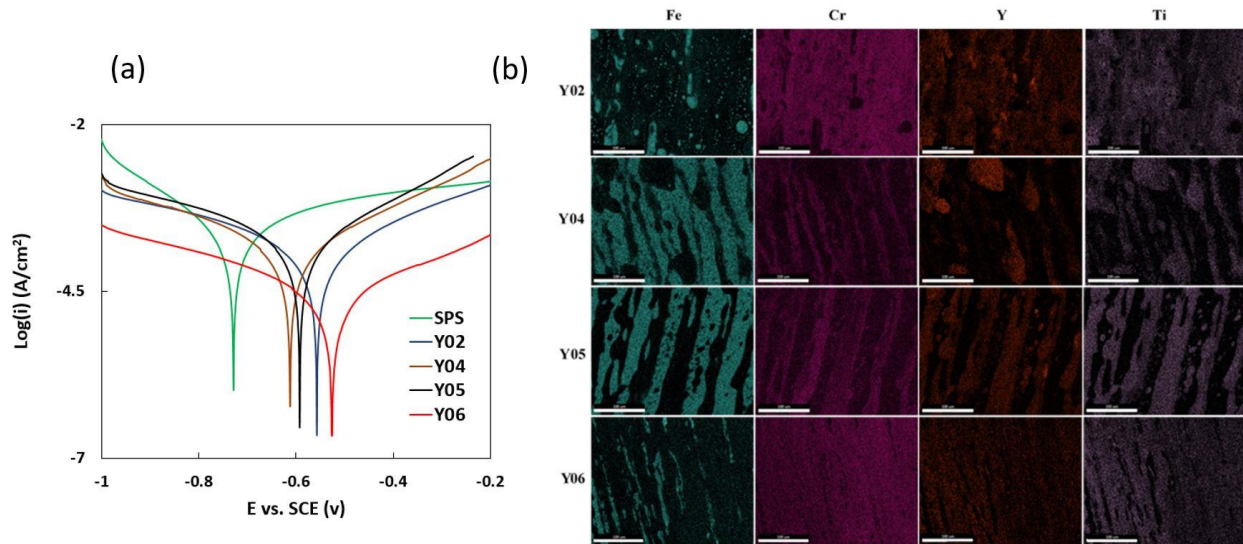 (a)
-2
-4.5
-7
Log(i) (A/cm²)
-1
-0.8
-0.6
-0.4
-0.2
E vs. SCE (v)
SPS
Y02
Y04
Y05
Y06
(b)
Fe Cr Y Ti
Y02
Y04
Y05
Y06